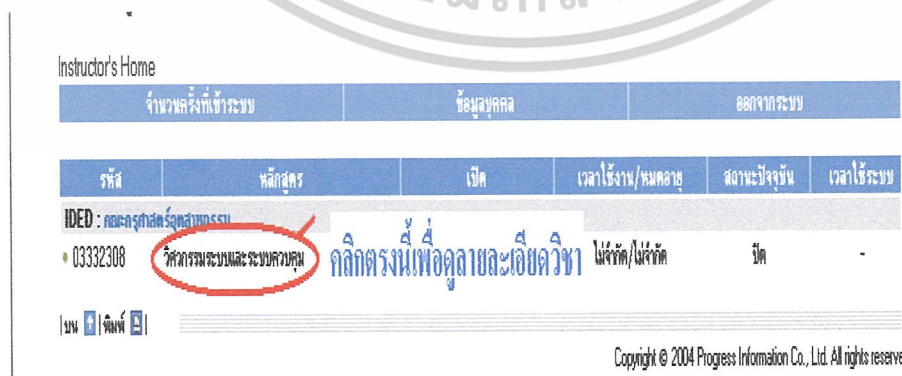 Instructor's Home
จำนวนครั้งที่เข้าระบบ ข้อมูลบุคคล ออกจากระบบ
รหัส หลักสูตร เปิด เวลาใช้งาน/หมดอายุ สถานะปัจจุบัน เวลาใช้ระบบ
IDED : คณะครุศาสตร์อุตสาหกรรม
03332308 วิศวกรรมระบบและระบบควบคุม คลิกตรงนี้เพื่อดูลายละเอียดวิชา ไม่จำกัด/ไม่จำกัด ปิด -
|บน |พิมพ์ |
Copyright © 2004 Progress Information Co., Ltd. All rights reserve